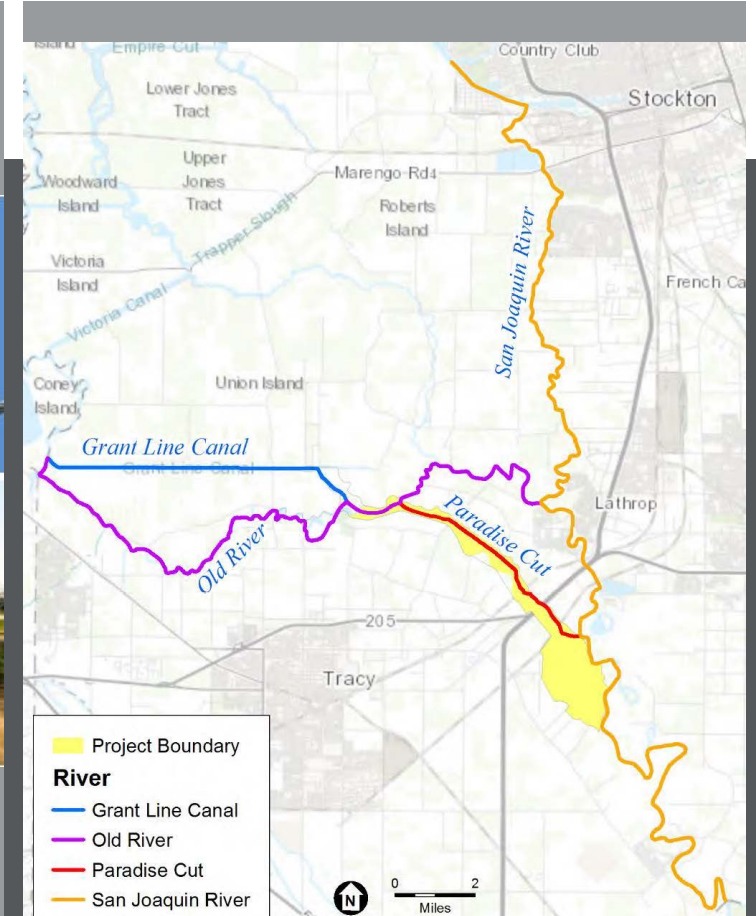 Island
Empire Cut
Country Club
Lower Jones
Tract
Stockton
Upper
Jones
Tract
Marengo Rd4
Woodward
Island
Roberts
Island
Trapper Slough
San Joaquin River
Victoria
Island
French Ca
Victoria Canal
Coney
Island
Union Island
Grant Line Canal
Grant Line Canal
Lathrop
Paradise Cut
Old River
205
Tracy
Project Boundary
River
Grant Line Canal
Old River
Paradise Cut
San Joaquin River
N
0 2
Miles